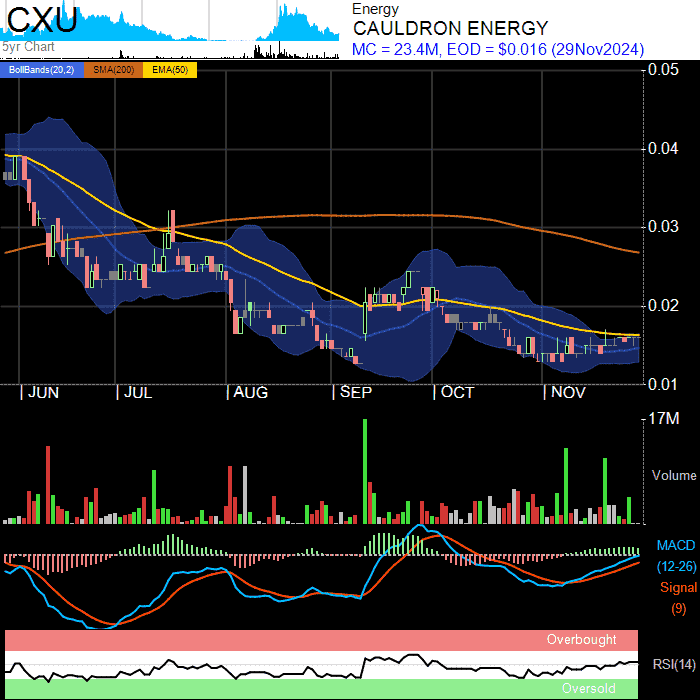 CXU
5yr Chart
Energy
CAULDRON ENERGY
MC = 23.4M, EOD = $0.016 (29Nov2024)
BollBands(20,2) SMA(200) EMA(50)
0.05
0.04
0.03
0.02
0.01
JUN JUL AUG SEP OCT NOV
17M
Volume
MACD
(12-26)
Signal
(9)
Overbought
RSI(14)
Oversold